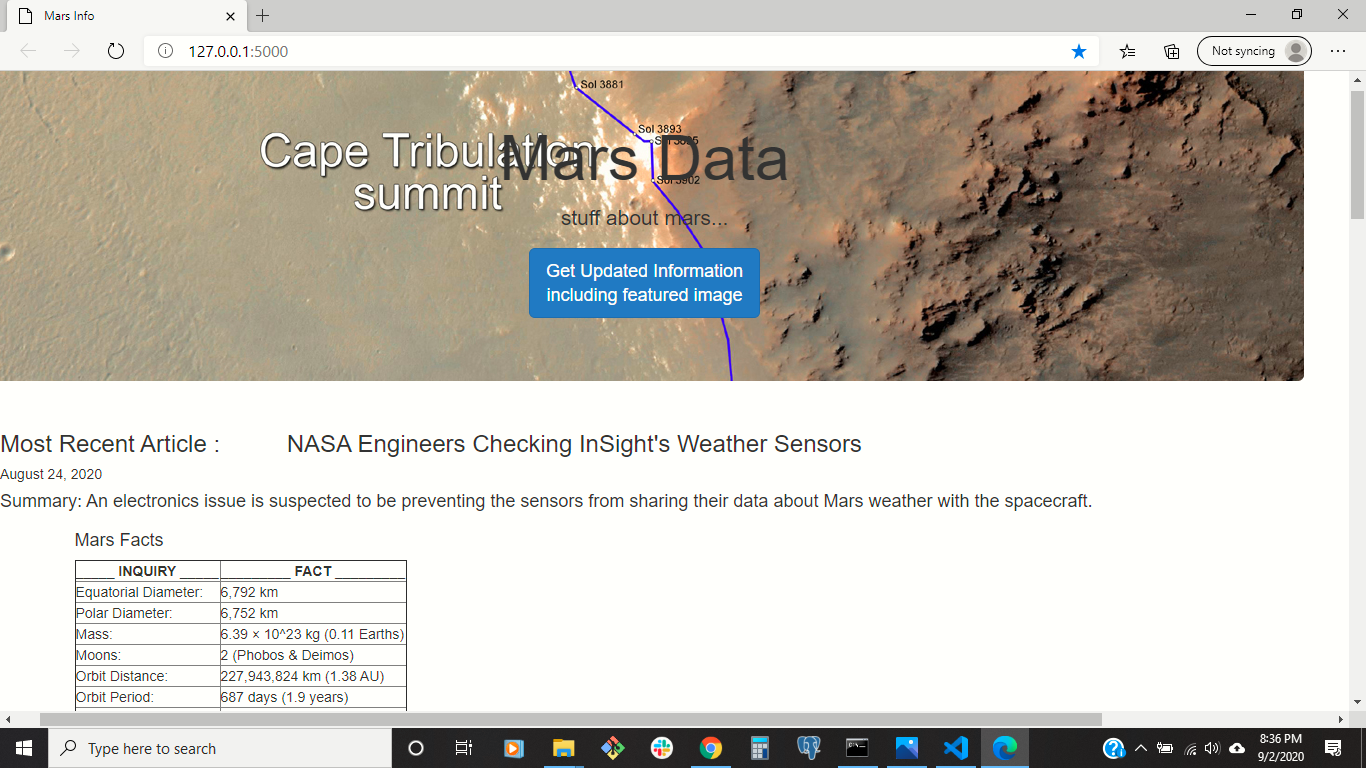 Mars Info
127.0.0.1:5000
Not syncing
Sol 3881
Sol 3893
Sol 3902
Cape Tribulation
summit
Mars Data
stuff about mars...
Get Updated Information
including featured image
Most Recent Article : NASA Engineers Checking InSight's Weather Sensors
August 24, 2020
Summary: An electronics issue is suspected to be preventing the sensors from sharing their data about Mars weather with the spacecraft.
Mars Facts
_____ INQUIRY _____ _________ FACT _________
Equatorial Diameter: 6,792 km
Polar Diameter: 6,752 km
Mass: 6.39 × 10^23 kg (0.11 Earths)
Moons: 2 (Phobos & Deimos)
Orbit Distance: 227,943,824 km (1.38 AU)
Orbit Period: 687 days (1.9 years)
Type here to search
8:36 PM
9/2/2020